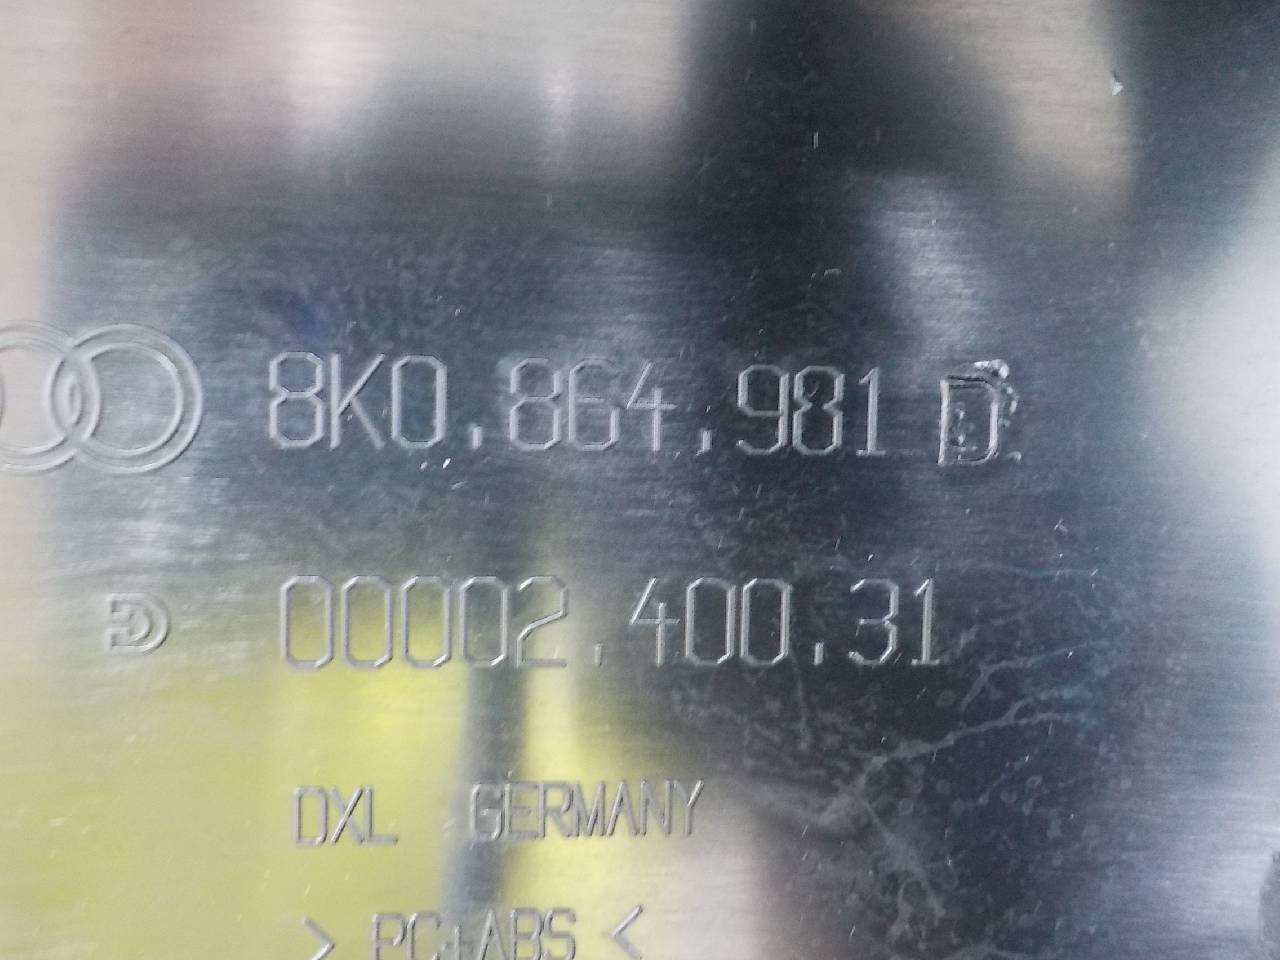 8K0.864.981 D
D 00002.400.31
DXL GERMANY
> PC+ABS <